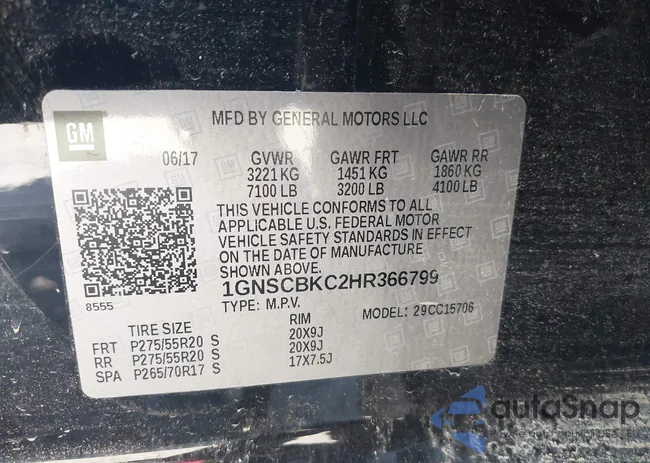 GM
MFD BY GENERAL MOTORS LLC
06/17 GVWR GAWR FRT GAWR RR
3221 KG 1451 KG 1860 KG
7100 LB 3200 LB 4100 LB
THIS VEHICLE CONFORMS TO ALL
APPLICABLE U.S. FEDERAL MOTOR
VEHICLE SAFETY STANDARDS IN EFFECT
ON THE DATE OF MANUFACTURE
SHOWN ABOVE.
1GNSCBKC2HR366799
8555
TYPE: M.P.V. MODEL: 29CC15706
TIRE SIZE RIM
FRT P275/55R20 S 20X9J
RR P275/55R20 S 20X9J
SPA P265/70R17 S 17X7.5J
autoSnap